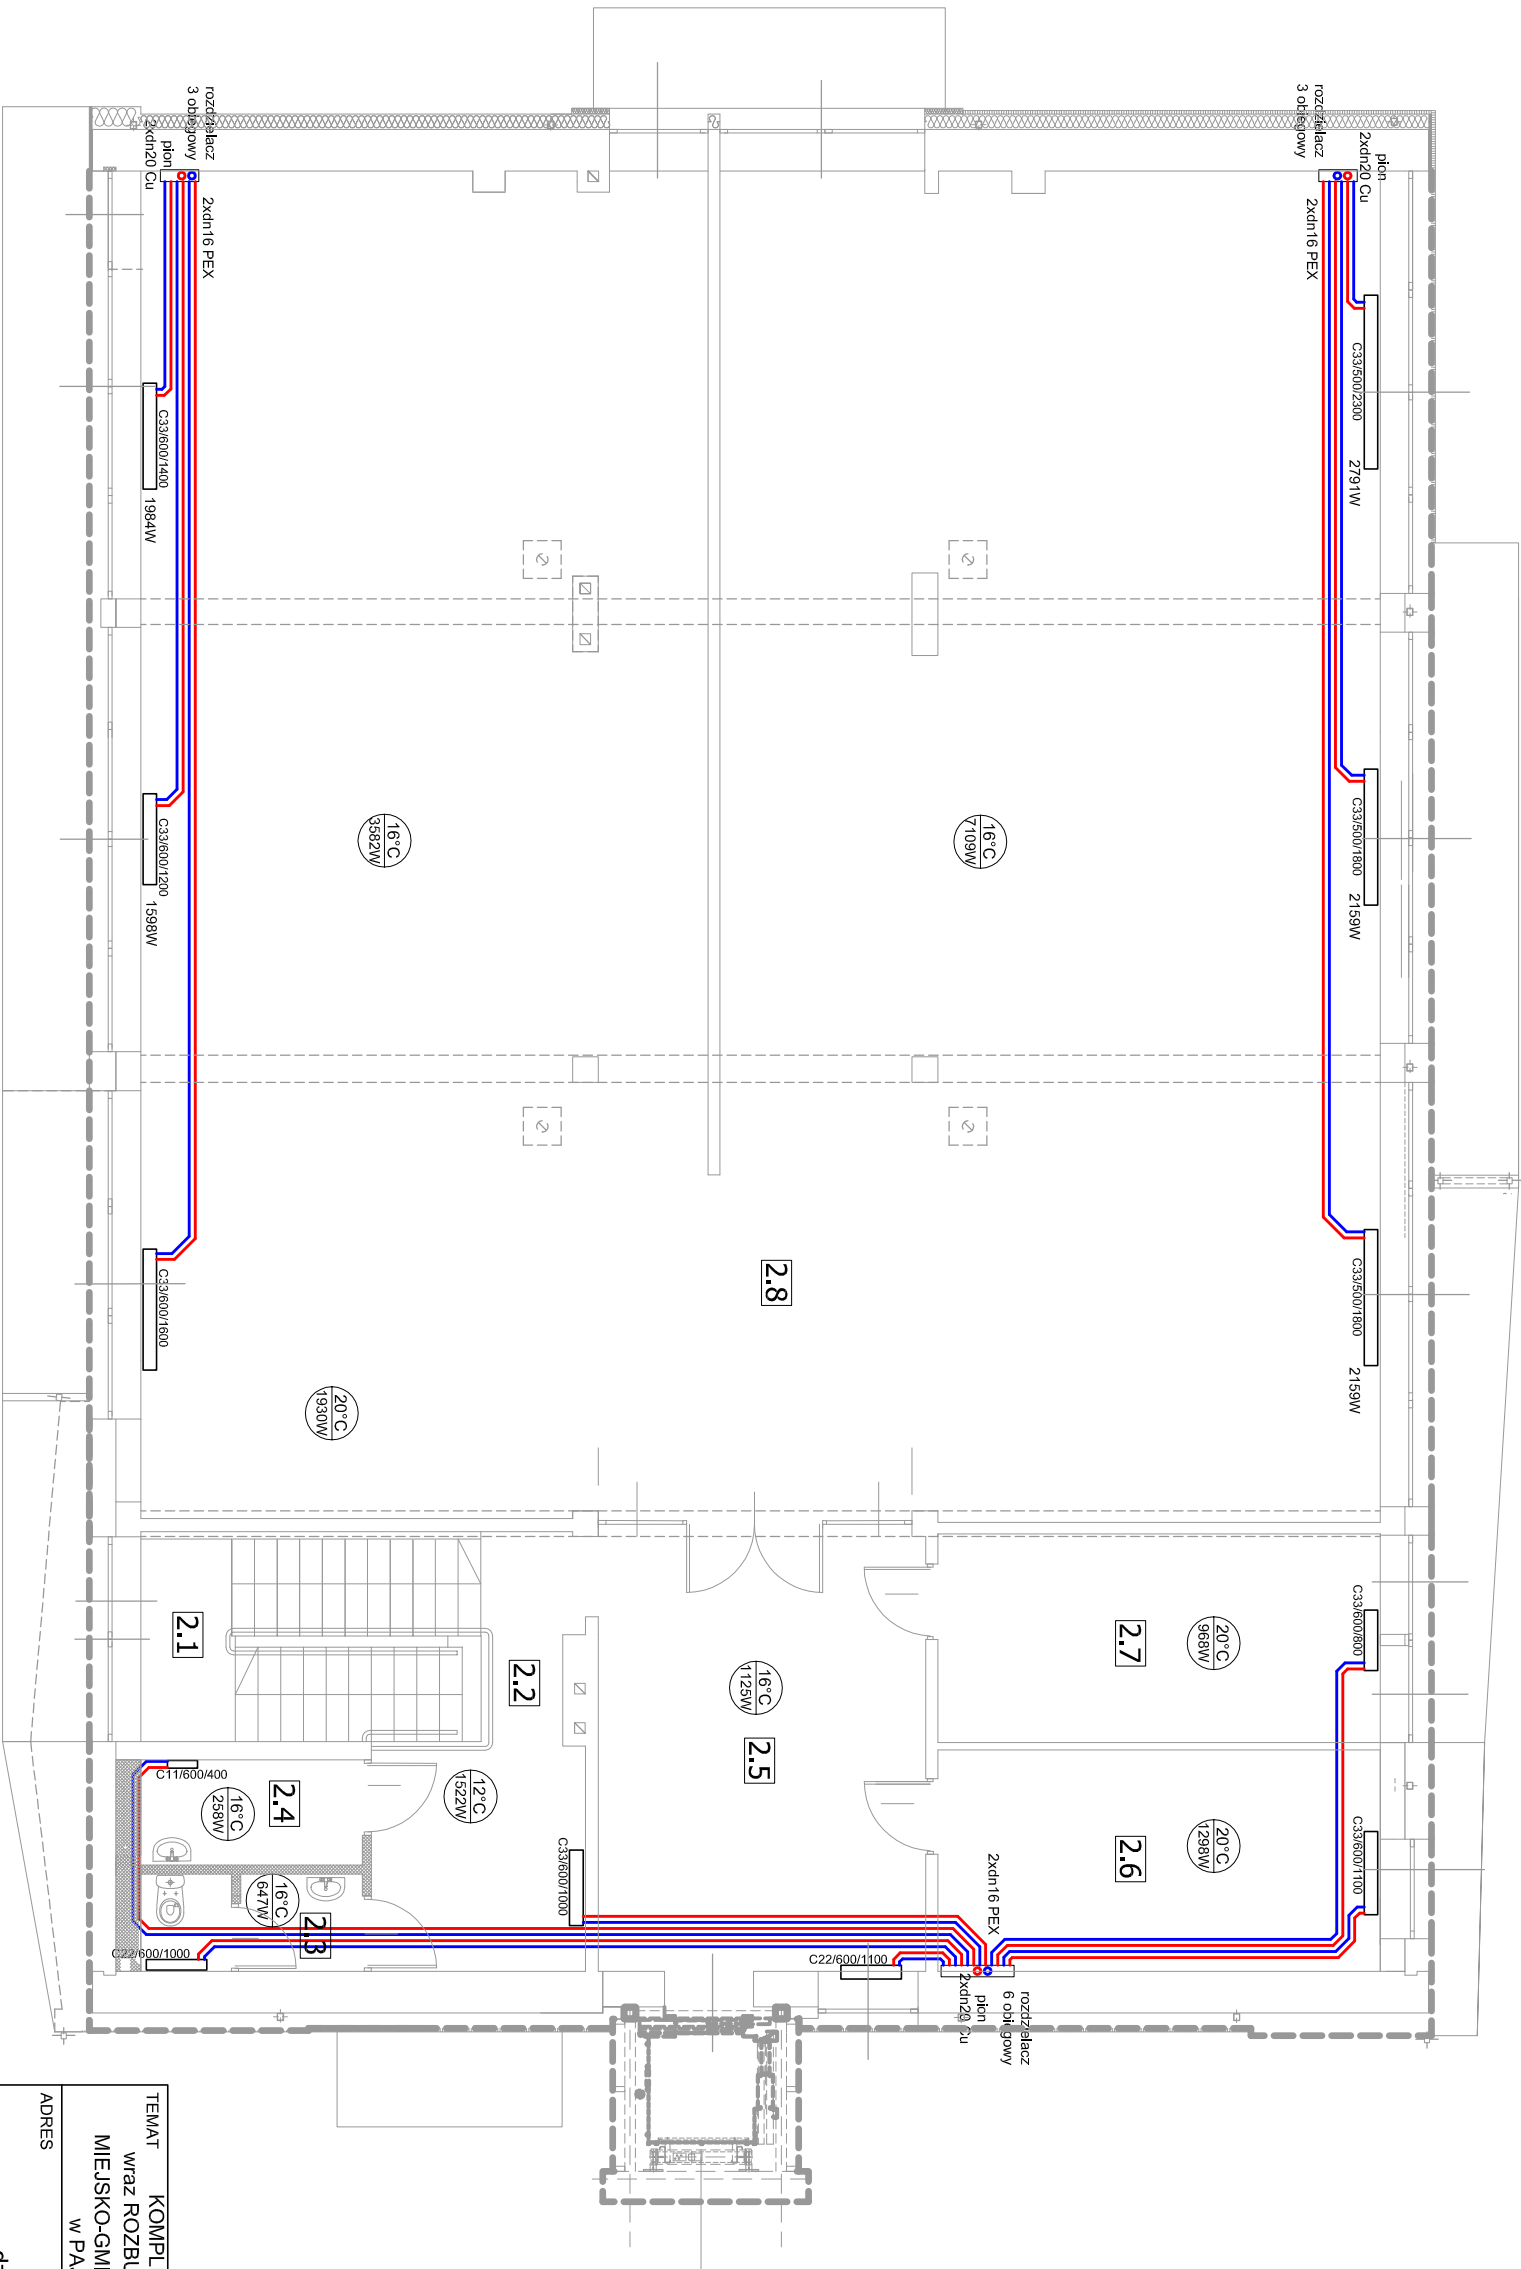 rozdzielacz
3 obiegowy
pion
2xdn20 Cu
2xdn16 PEX
C33/500/2300
2791W
C33/500/1800
2159W
C33/500/1800
2159W
C33/600/800
C33/600/1100
rozdzielacz
3 obiegowy
pion
2xdn20 Cu
2xdn16 PEX
C33/600/1400
1984W
C33/600/1200
1598W
C33/600/1600
16°C
7109W
16°C
3582W
2.8
20°C
1930W
2.7
20°C
968W
2.6
20°C
1298W
2.5
16°C
1125W
2.1
2.2
12°C
1522W
C33/600/1000
2.4
16°C
258W
C11/600/400
2.3
16°C
647W
C22/600/1000
C22/600/1100
2xdn16 PEX
rozdzielacz
6 obiegowy
pion
2xdn20 Cu
TEMAT
KOMPL
wraz ROZBU
MIEJSKO-GMI
w PA
ADRES